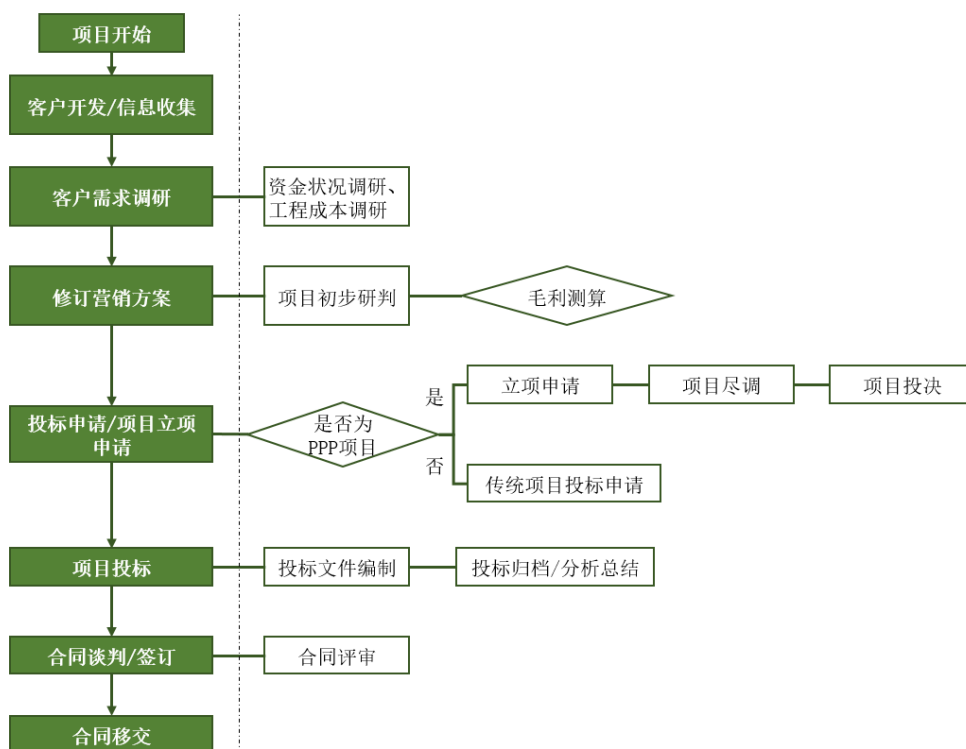 项目开始
客户开发/信息收集
客户需求调研
资金状况调研、
工程成本调研
修订营销方案
项目初步研判
毛利测算
投标申请/项目立项
申请
是否为
PPP项目
是
立项申请
项目尽调
项目投决
否
传统项目投标申请
项目投标
投标文件编制
投标归档/分析总结
合同谈判/签订
合同评审
合同移交